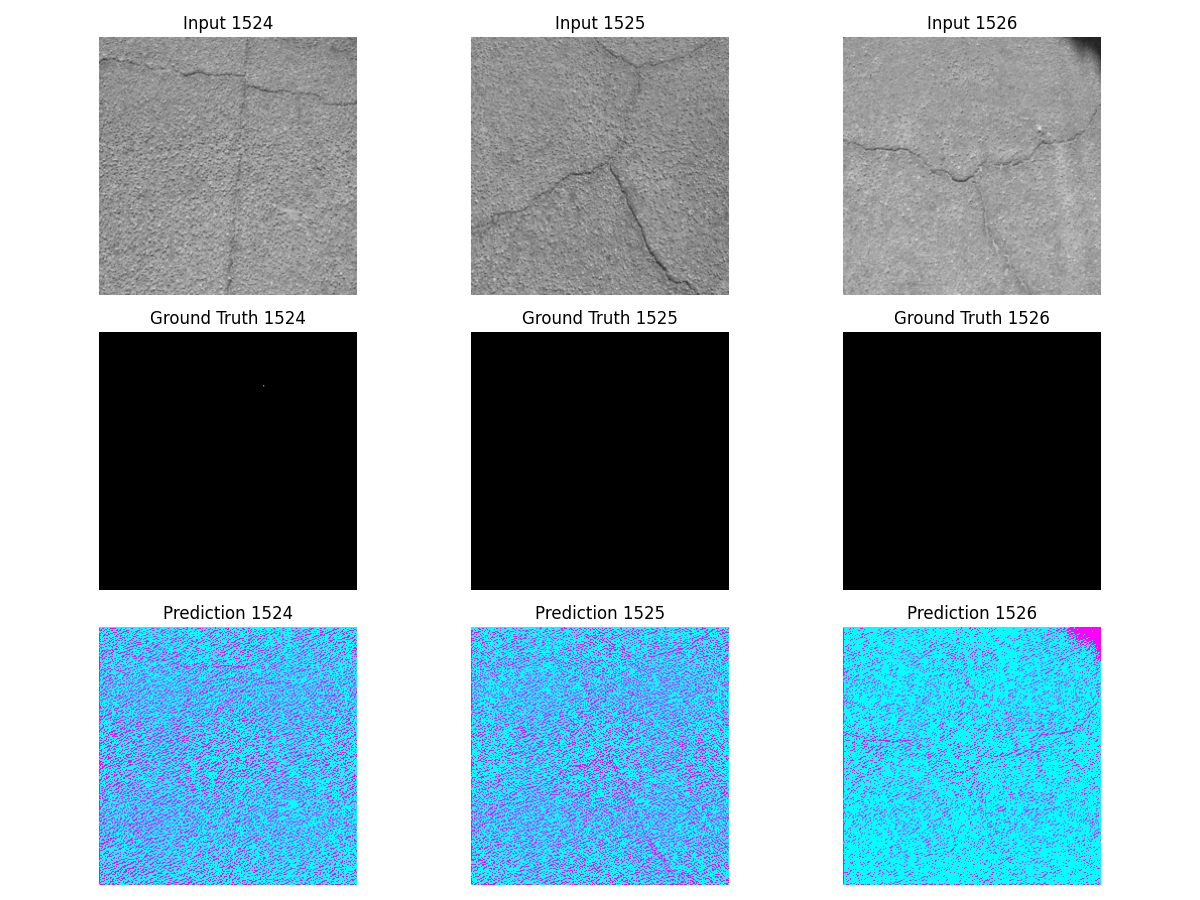 Input 1524
Input 1525
Input 1526
Ground Truth 1524
Ground Truth 1525
Ground Truth 1526
Prediction 1524
Prediction 1525
Prediction 1526